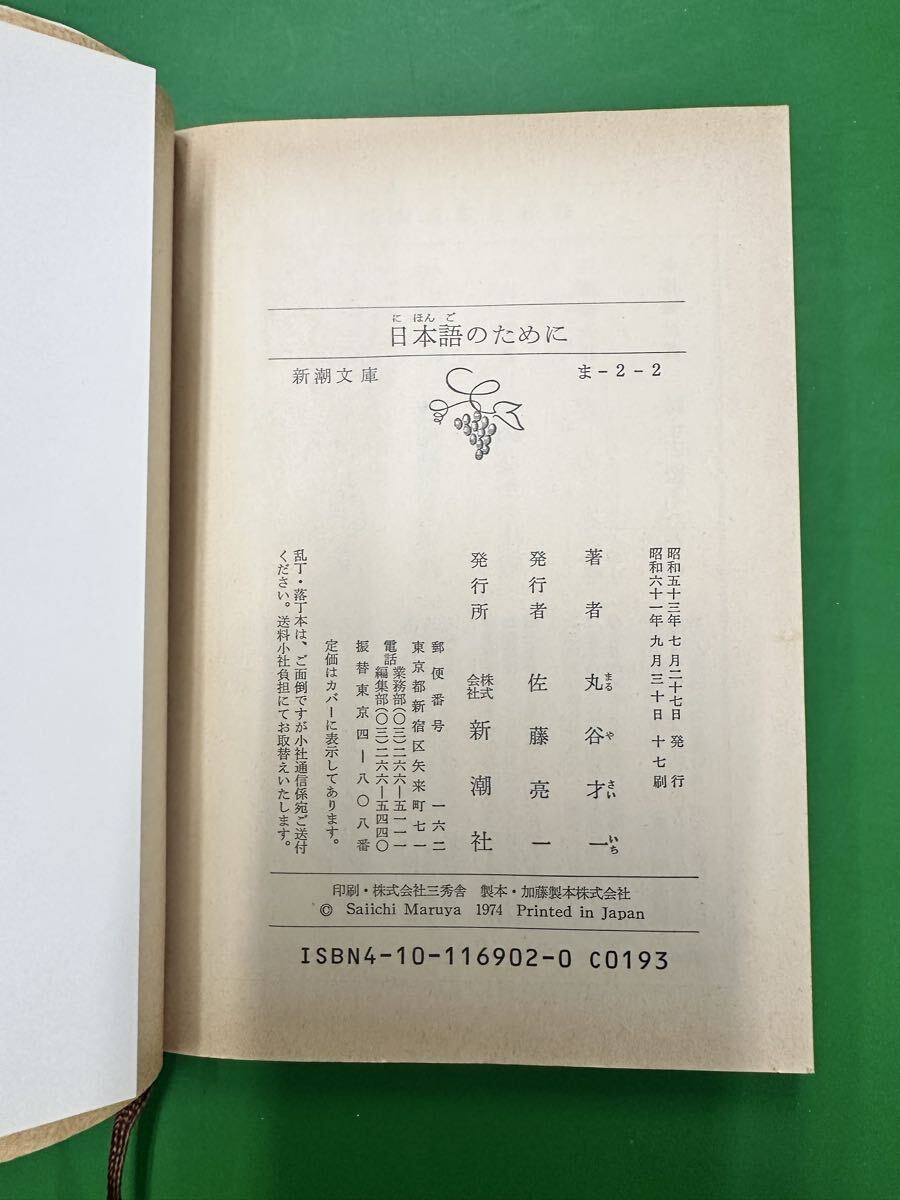 にほんご
日本語のために
新潮文庫 ま-2-2
昭和五十三年七月二十七日 発行
昭和六十一年九月三十日 十七刷
著者 丸谷才一
まるやさいいち
発行者 佐藤亮一
発行所 株式会社 新潮社
郵便番号 一六二
東京都新宿区矢来町七一
電話 業務部(〇三)二六六―五一一一
編集部(〇三)二六六―五四四〇
振替東京四―八〇八番
定価はカバーに表示してあります。
乱丁・落丁本は、ご面倒ですが小社通信係宛ご送付
ください。送料小社負担にてお取替えいたします。
印刷・株式会社三秀舎 製本・加藤製本株式会社
© Saiichi Maruya 1974 Printed in Japan
ISBN4-10-116902-0 C0193